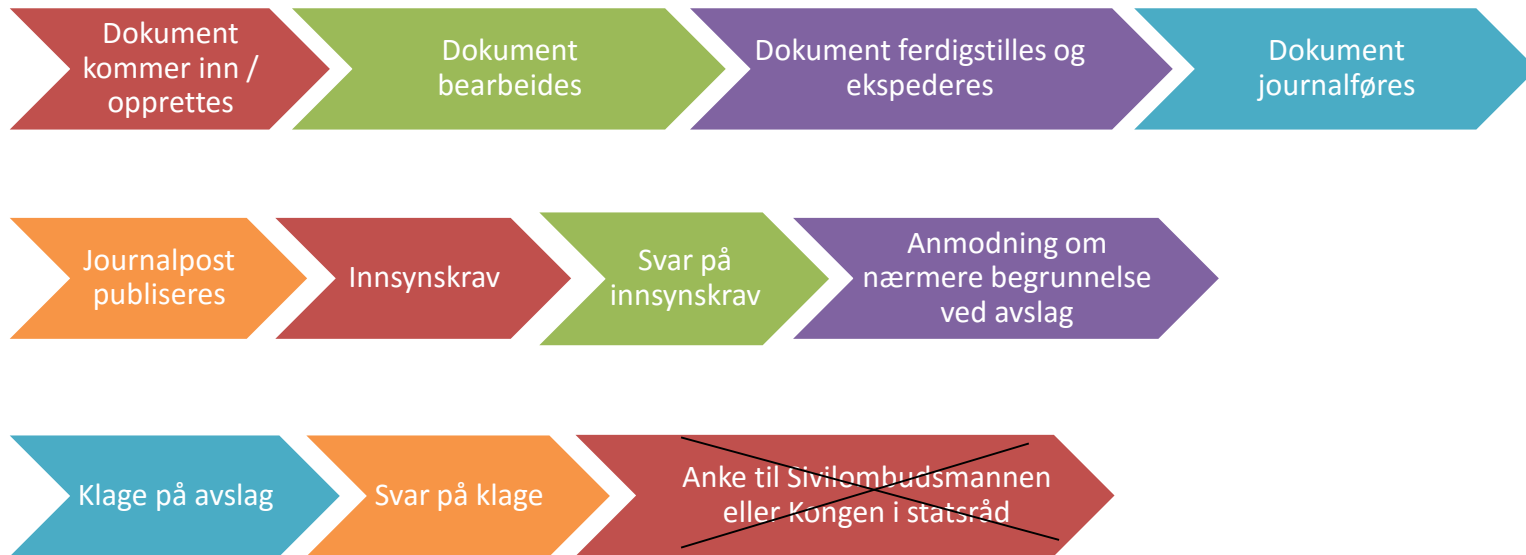 Dokument
kommer inn /
opprettes
Dokument
bearbeides
Dokument ferdigstilles og
ekspederes
Dokument
journalføres
Journalpost
publiseres
Innsynskrav
Svar på
innsynskrav
Anmodning om
nærmere begrunnelse
ved avslag
Klage på avslag
Svar på klage
Anke til Sivilombudsmannen
eller Kongen i statsråd